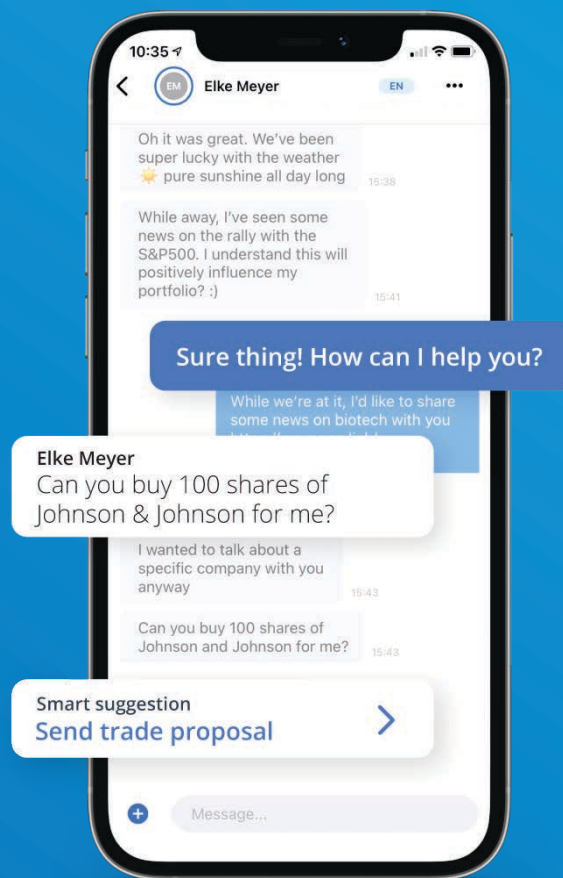 10:35
EM
Elke Meyer
EN
Oh it was great. We've been
super lucky with the weather
☀️ pure sunshine all day long
15:38
While away, I've seen some
news on the rally with the
S&P500. I understand this will
positively influence my
portfolio? :)
15:41
Sure thing! How can I help you?
While we're at it, I'd like to share
some news on biotech with you
Elke Meyer
Can you buy 100 shares of
Johnson & Johnson for me?
I wanted to talk about a
specific company with you
anyway
15:43
Can you buy 100 shares of
Johnson and Johnson for me?
15:43
Smart suggestion
Send trade proposal
Message...